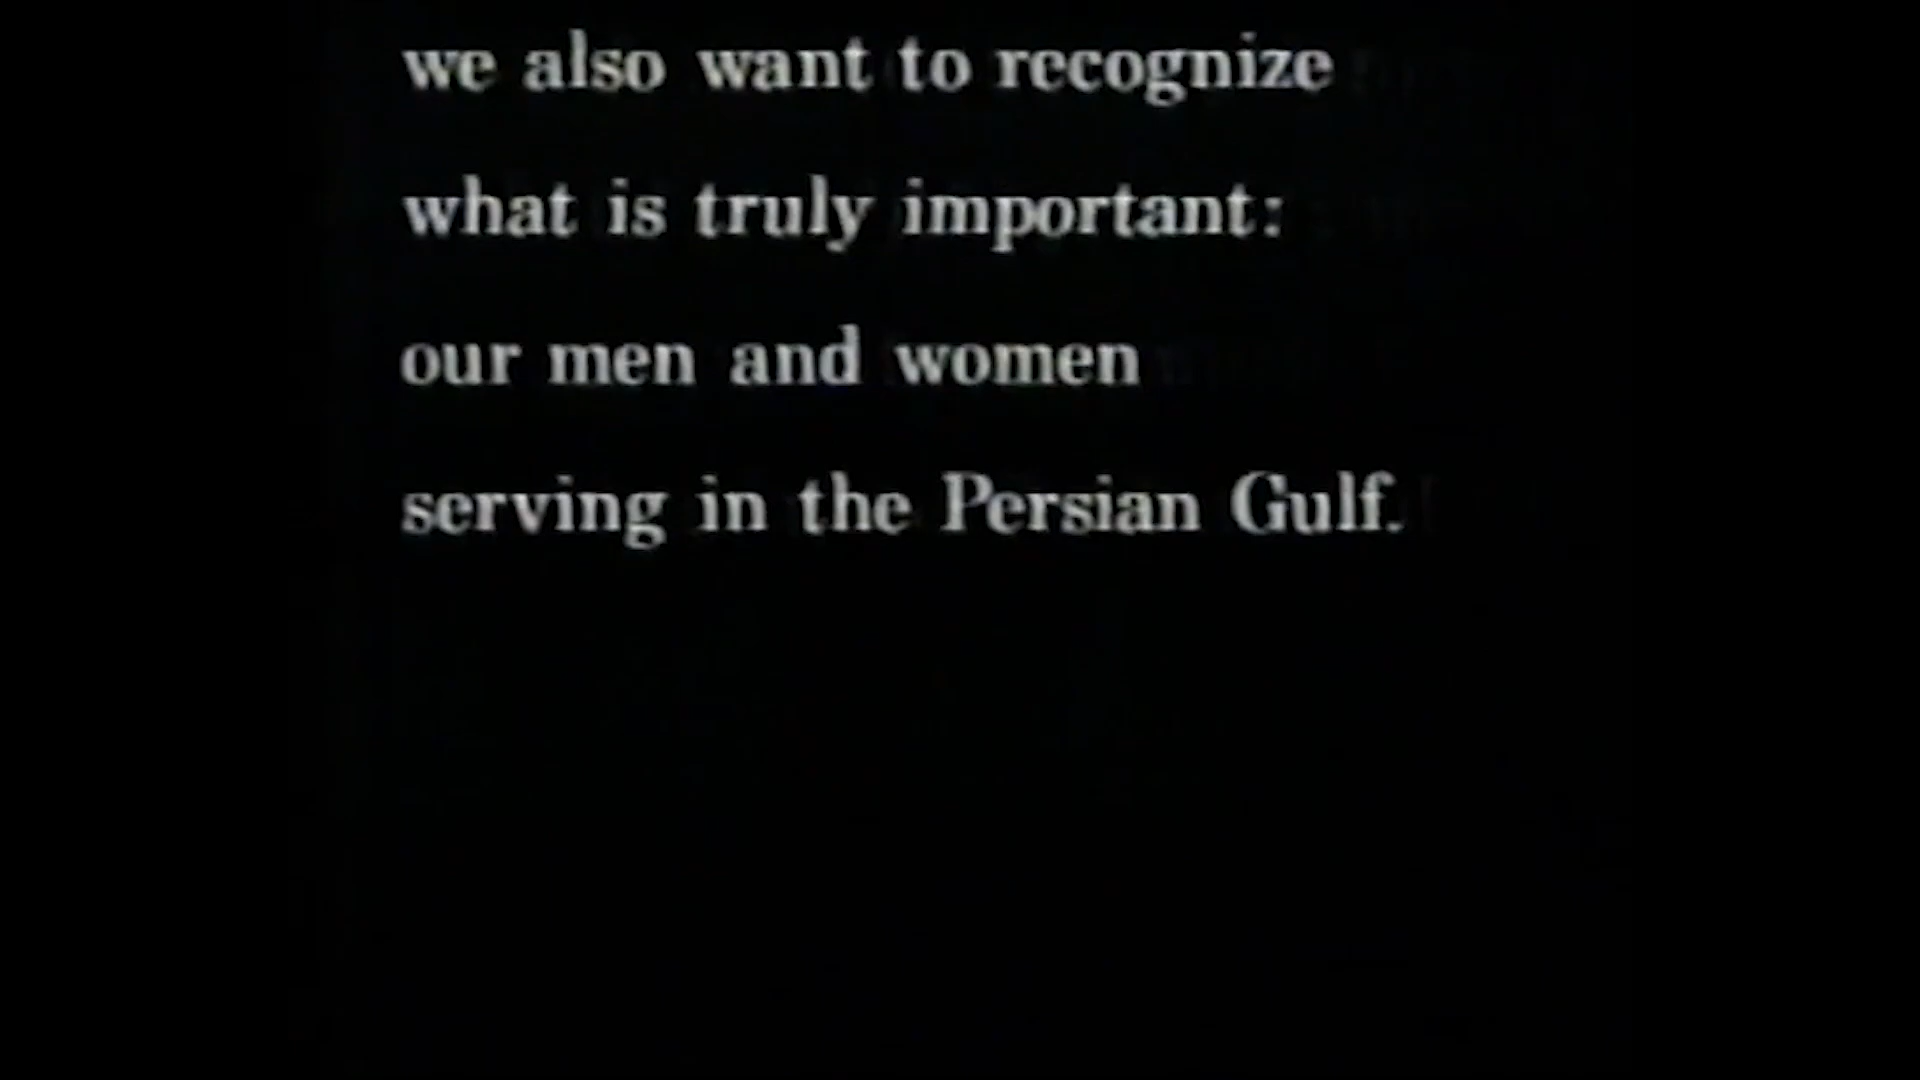 we also want to recognize
what is truly important:
our men and women
serving in the Persian Gulf.